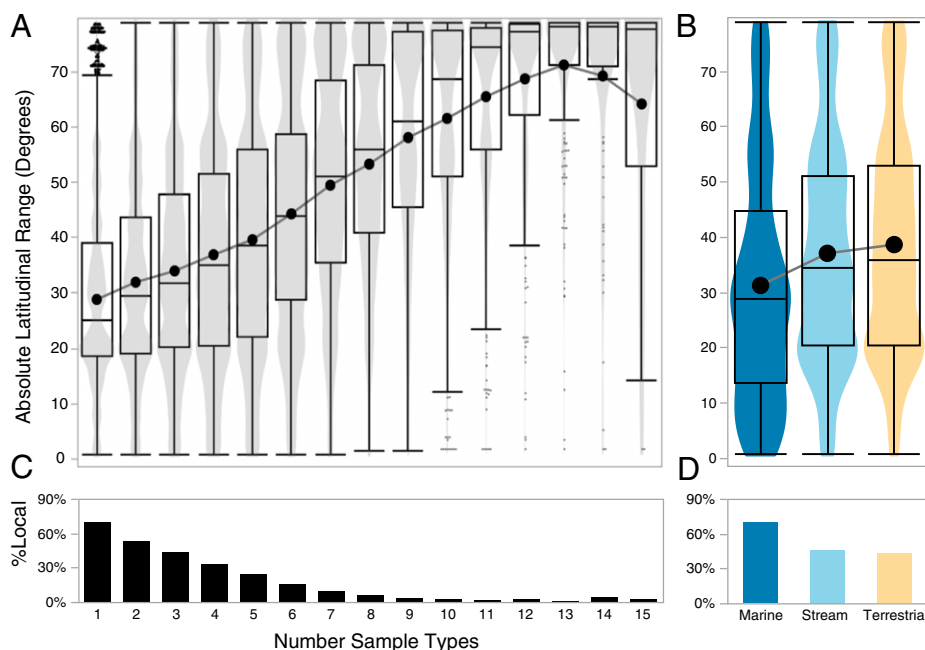 A
B
Absolute Latitudinal Range (Degrees)
70
60
50
40
30
20
10
0
70
60
50
40
30
20
10
0
C
D
%Local
90%
60%
30%
0%
1 2 3 4 5 6 7 8 9 10 11 12 13 14 15
Number Sample Types
90%
60%
30%
0%
Marine Stream Terrestria